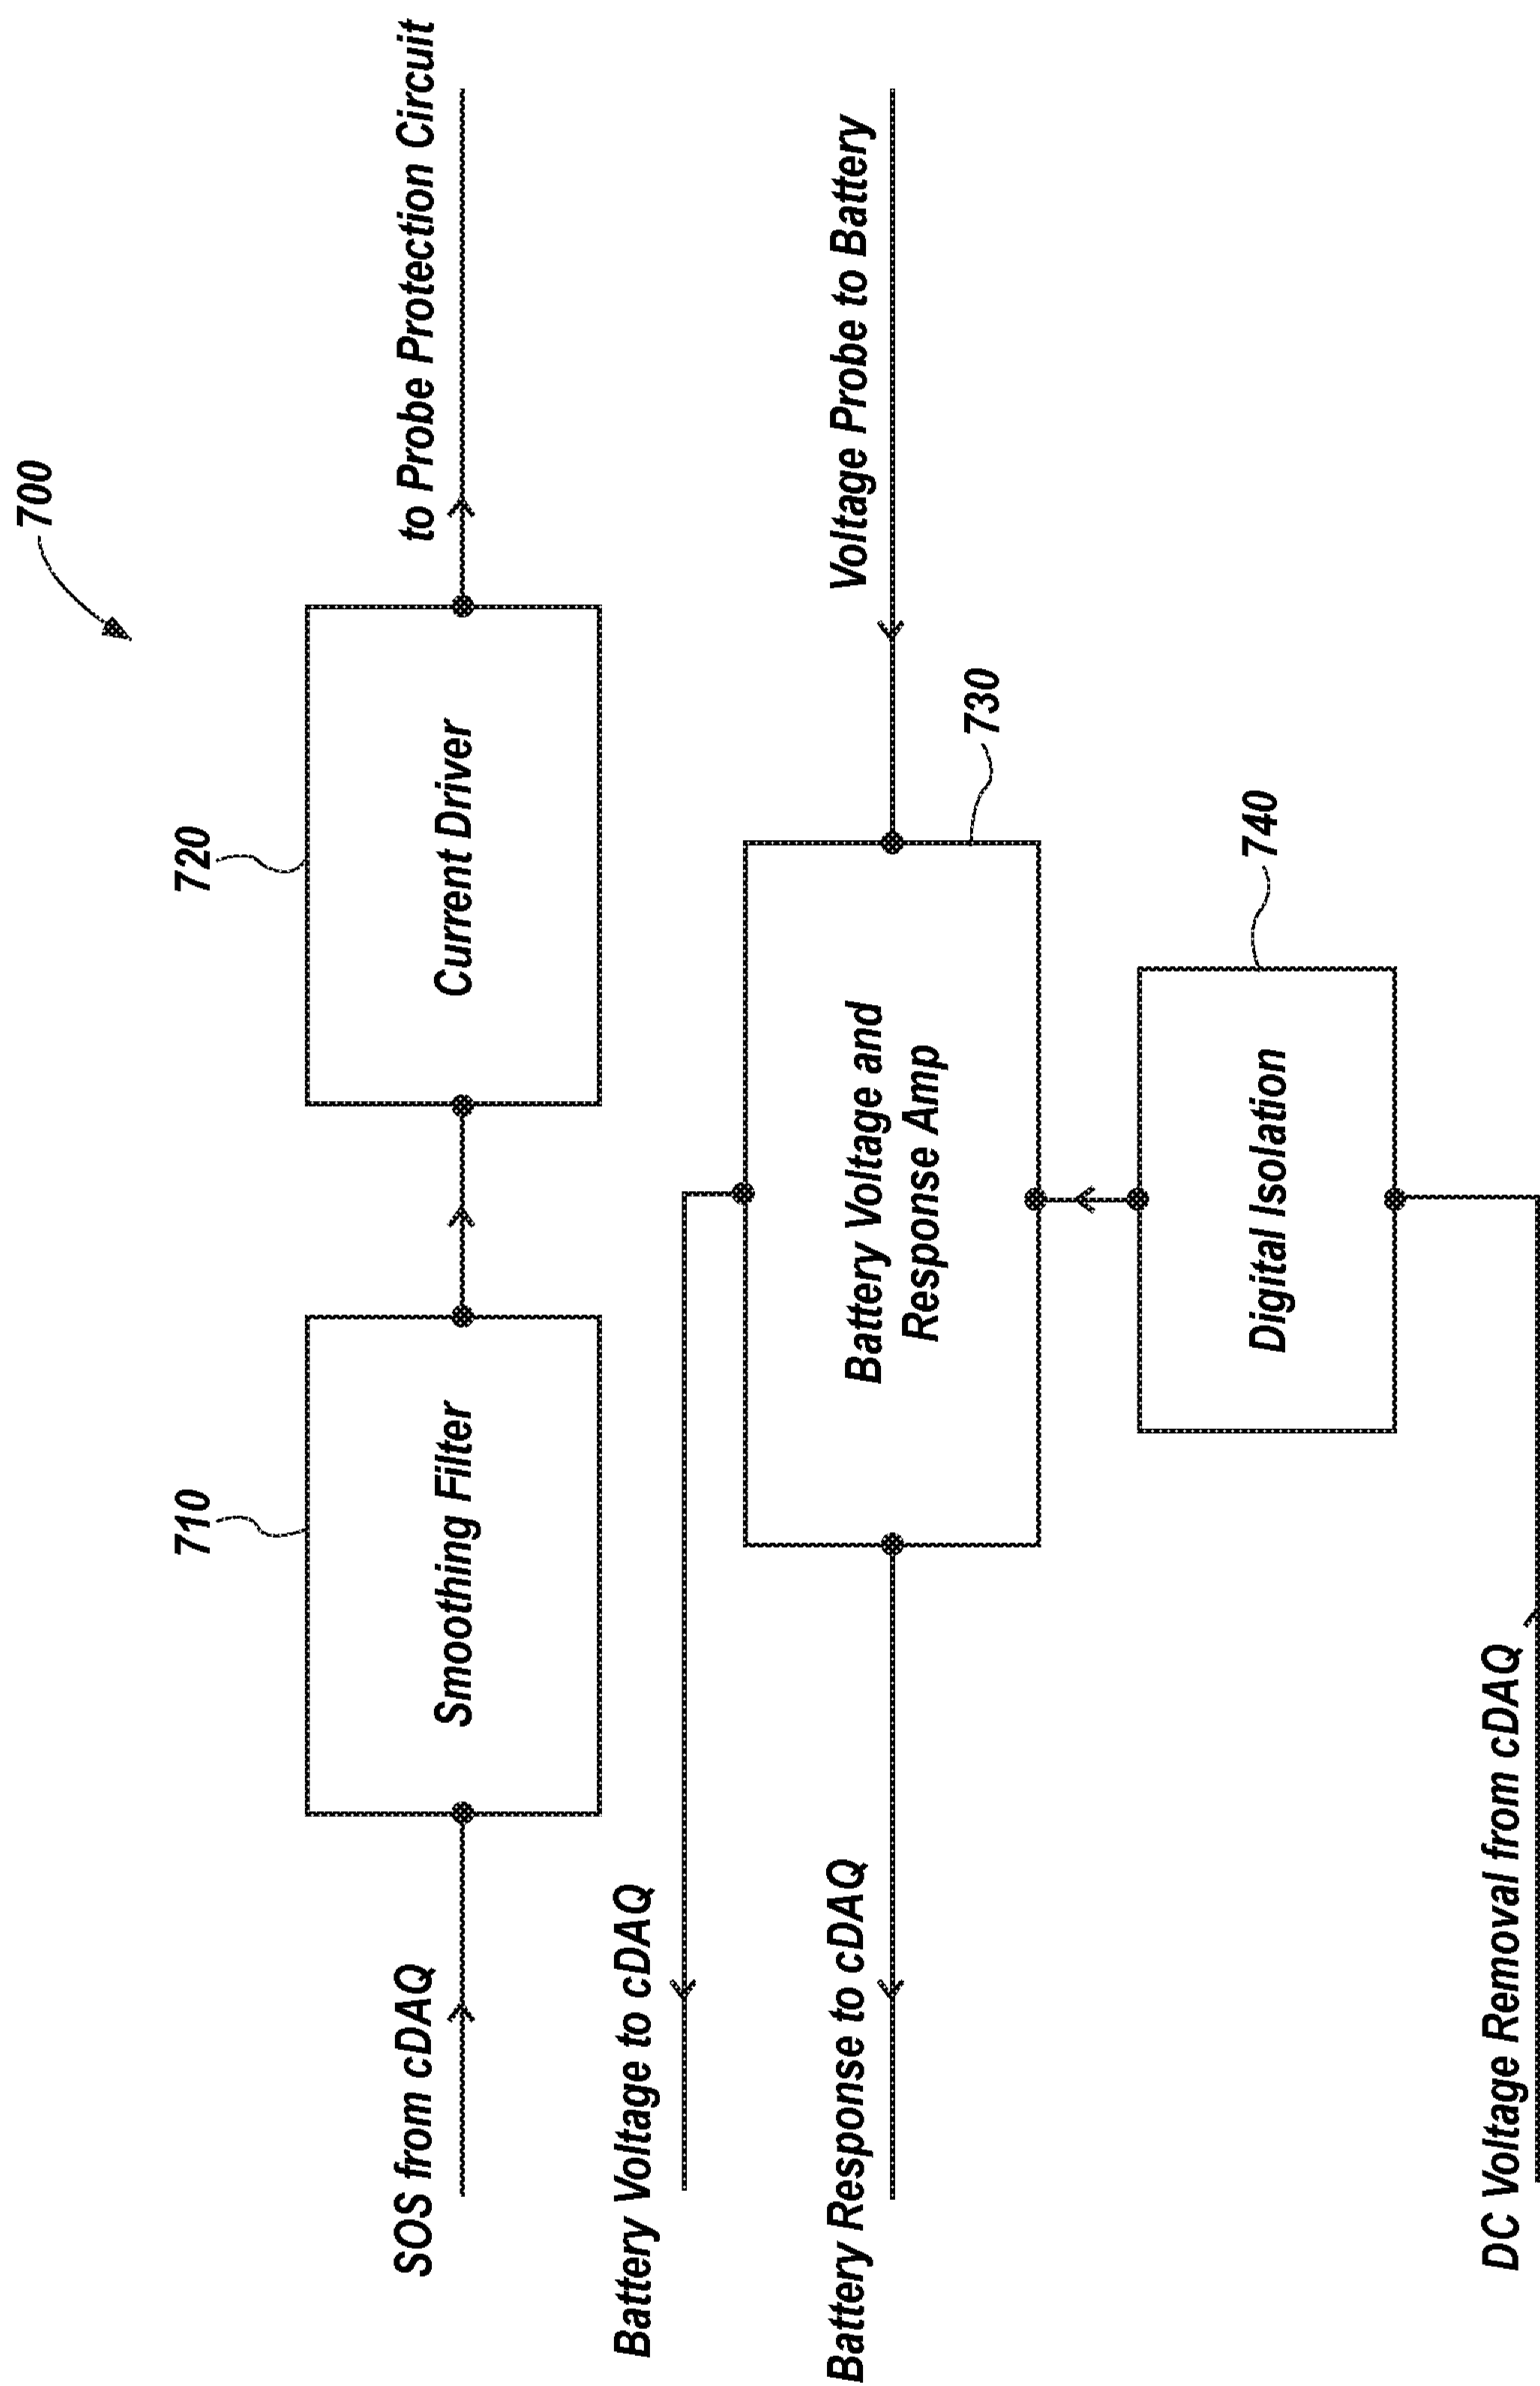 700
710
720
SOS from cDAQ
Smoothing Filter
Current Driver
to Probe Protection Circuit
Battery Voltage to cDAQ
Battery Response to cDAQ
Battery Voltage and
Response Amp
Voltage Probe to Battery
730
740
Digital Isolation
DC Voltage Removal from cDAQ